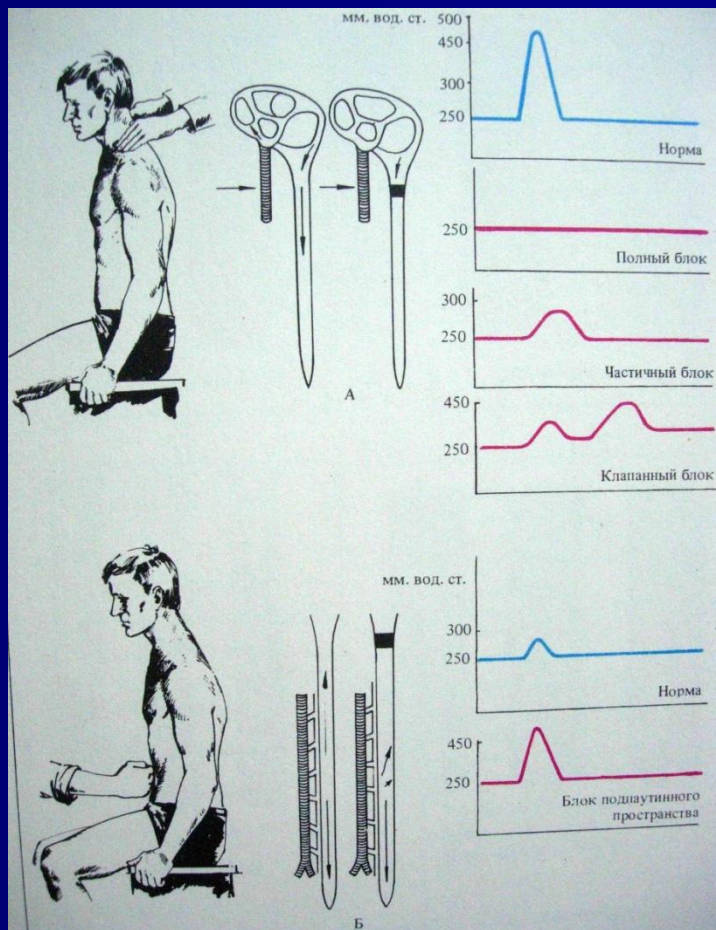 мм. вод. ст.
500
450
300
250
Норма
250
Полный блок
300
250
Частичный блок
А
450
250
Клапанный блок
мм. вод. ст.
300
250
Норма
450
250
Блок подпаутинного
пространства
Б